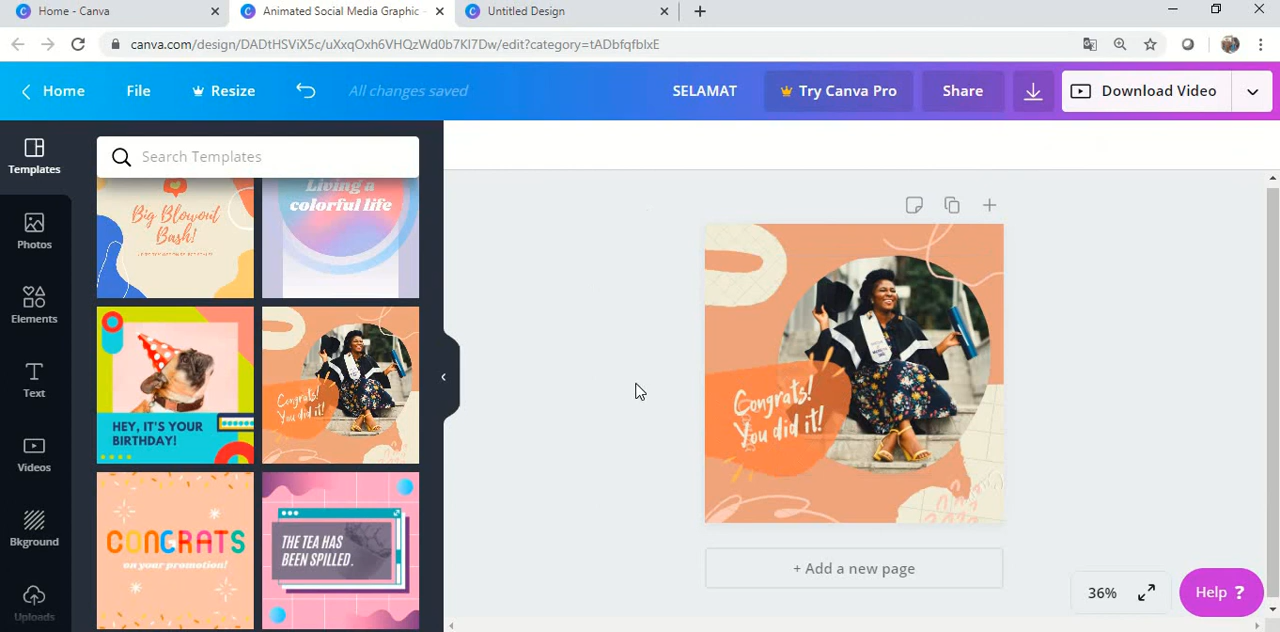 Home - Canva
Animated Social Media Graphic -
Untitled Design
canva.com/design/DADtHSViX5c/uXxqOxh6VHQzWd0b7KI7Dw/edit?category=tADbfqfblxE
Home
File
Resize
All changes saved
SELAMAT
Try Canva Pro
Share
Download Video
Templates
Search Templates
Photos
Elements
Text
Videos
Bkground
Uploads
Big Blowout
Bash!
Living a
colorful life
HEY, IT'S YOUR
BIRTHDAY!
Congrats!
You did it!
CONGRATS
on your promotion!
THE TEA HAS
BEEN SPILLED.
Congrats!
You did it!
+ Add a new page
36%
Help ?